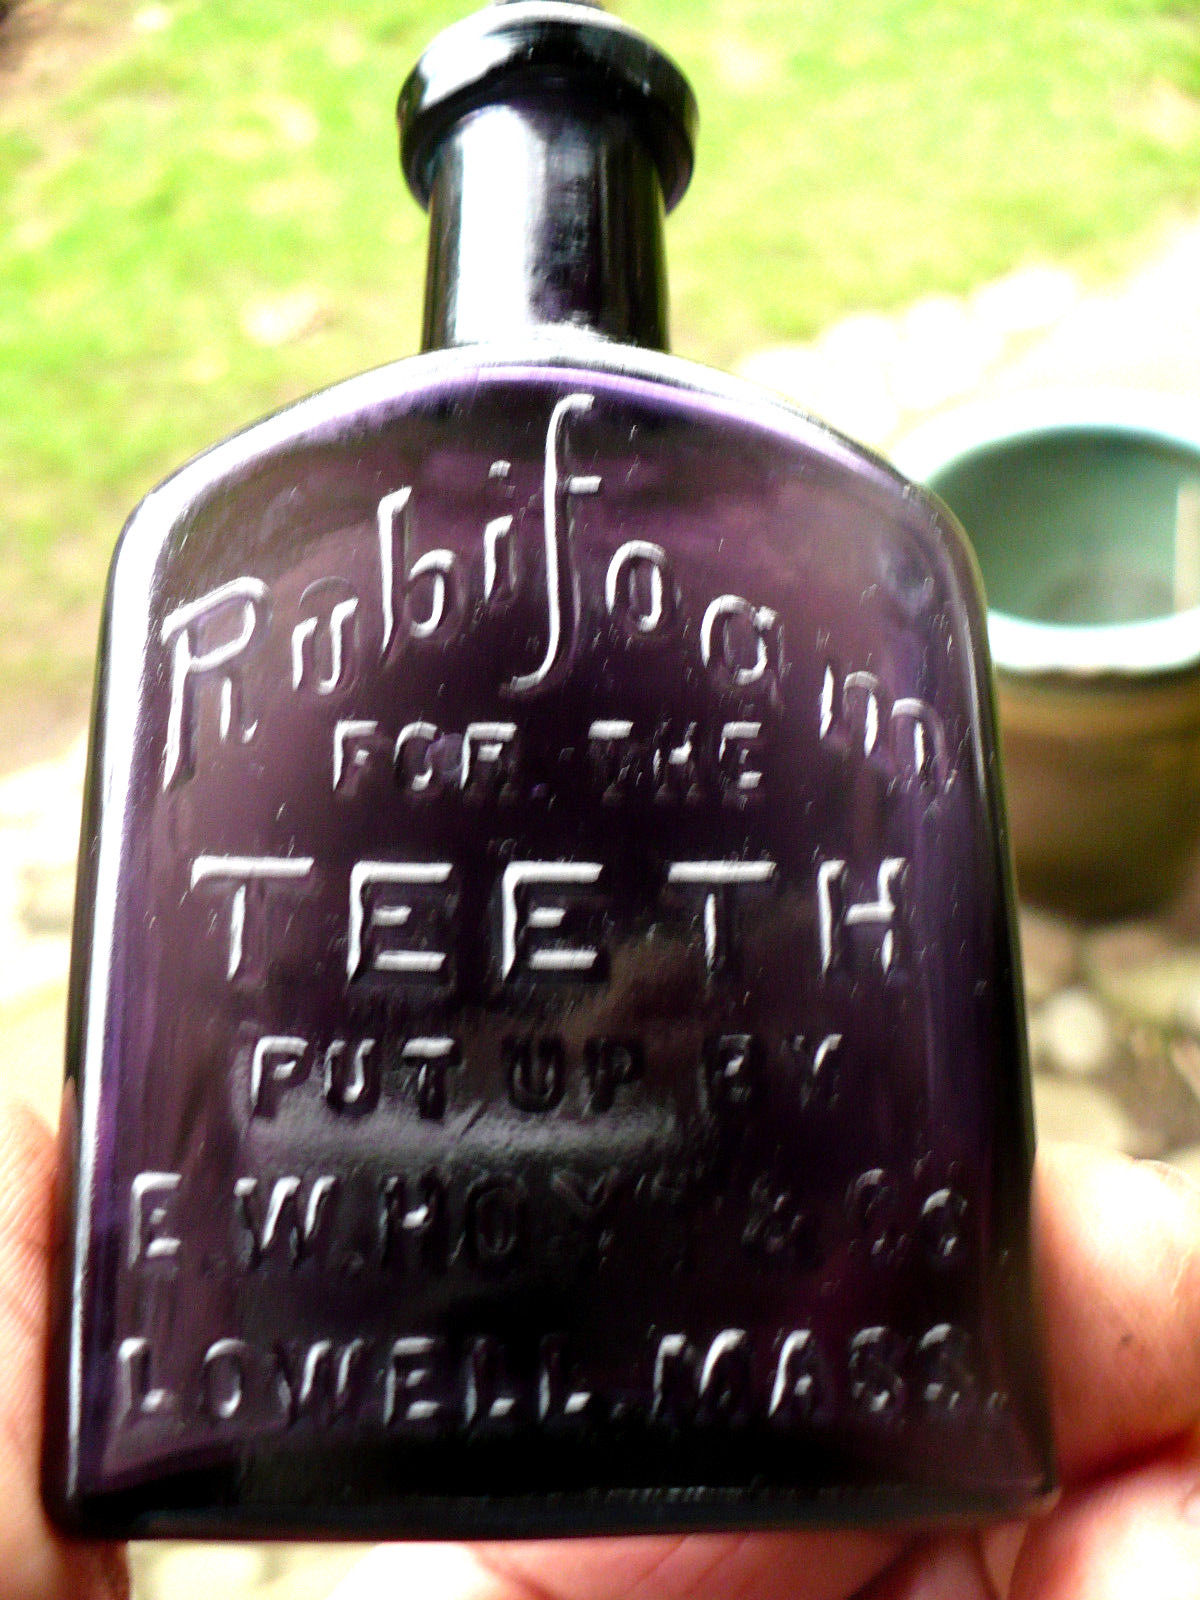 Rubifoam
FOR THE
TEETH
PUT UP BY
E.W.HOYT & Co
LOWELL.MASS.